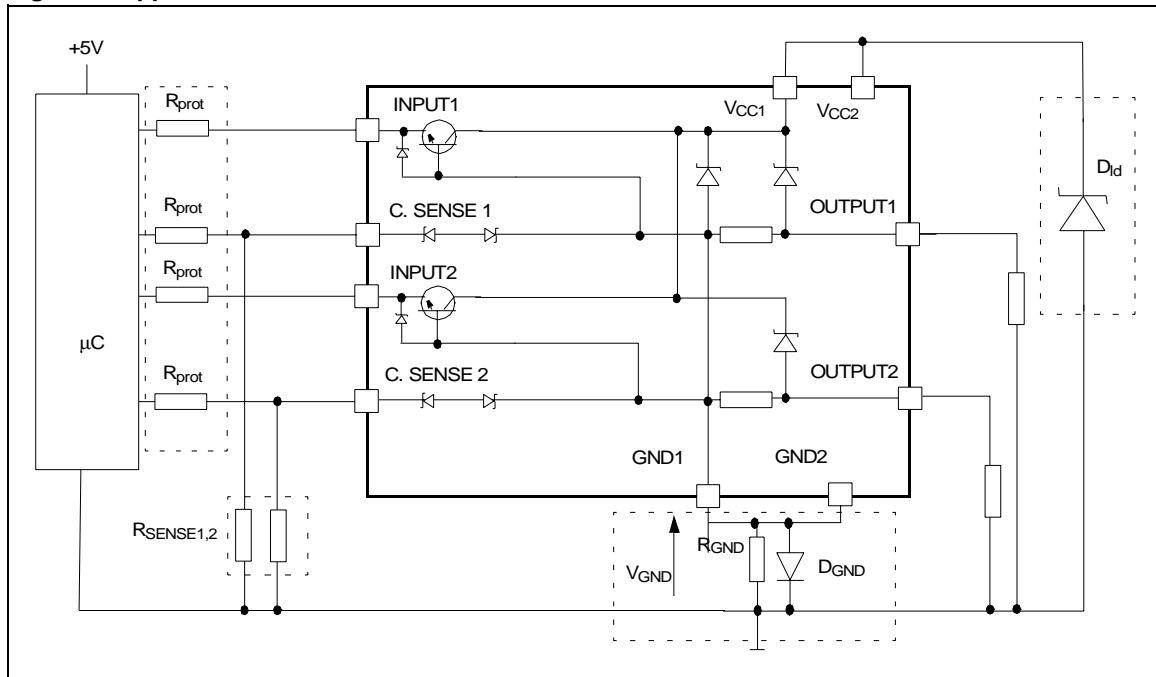 +5V
Rprot
INPUT1
VCC1
VCC2
Rprot
C. SENSE 1
OUTPUT1
Dld
Rprot
INPUT2
μC
Rprot
C. SENSE 2
OUTPUT2
GND1
GND2
RSENSE1,2
VGND
RGND
DGND